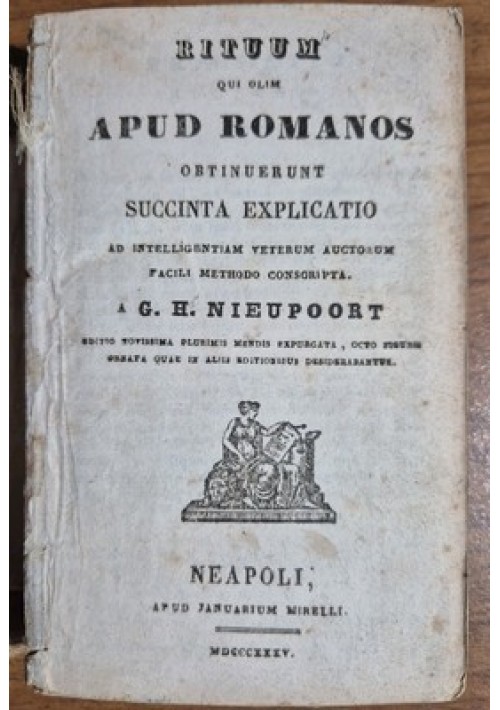 RITUUM
QUI OLIM
APUD ROMANOS
OBTINUERUNT
SUCCINTA EXPLICATIO
AD INTELLIGENTIAM VETERUM AUCTORUM
FACILI METHODO CONSCRIPTA.
A G. H. NIEUPOORT
EDITIO NOVISSIMA PLURIMIS MENDIS EXPURGATA, OCTO FIGURIS
ORNATA QUAE IN ALIIS EDITIONIBUS DESIDERABANTUR.
NEAPOLI,
APUD JANUARIUM MIRELLI.
MDCCCXXXV.